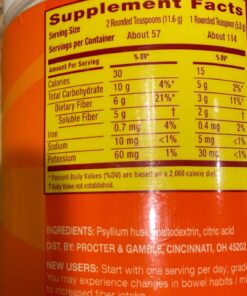 Supplement Facts
Serving Size 2 Rounded Teaspoons (11.6 g) 1 Rounded Teaspoon
Servings per Container About 57 About 114
Amount Per Serving %DV* %DV*
Calories 30 15
Total Carbohydrate 10 g 4%* 5 g 2%*
Dietary Fiber 6 g 21%* 3 g 11%*
Soluble Fiber 5 g † 2 g †
Iron 0.7 mg 4% 0.4 mg 2%
Sodium 10 mg <1% 5 mg <1%
Potassium 60 mg 1% 30 mg <1%
* Percent Daily Values (%DV) are based on a 2,000 calorie diet.
† Daily Value not established.
INGREDIENTS: Psyllium husk, maltodextrin, citric acid
DIST. BY: PROCTER & GAMBLE, CINCINNATI, OH 45202
NEW USERS: Start with one serving per day, grad
You may experience changes in bowel habits / mi
to increased fiber intake